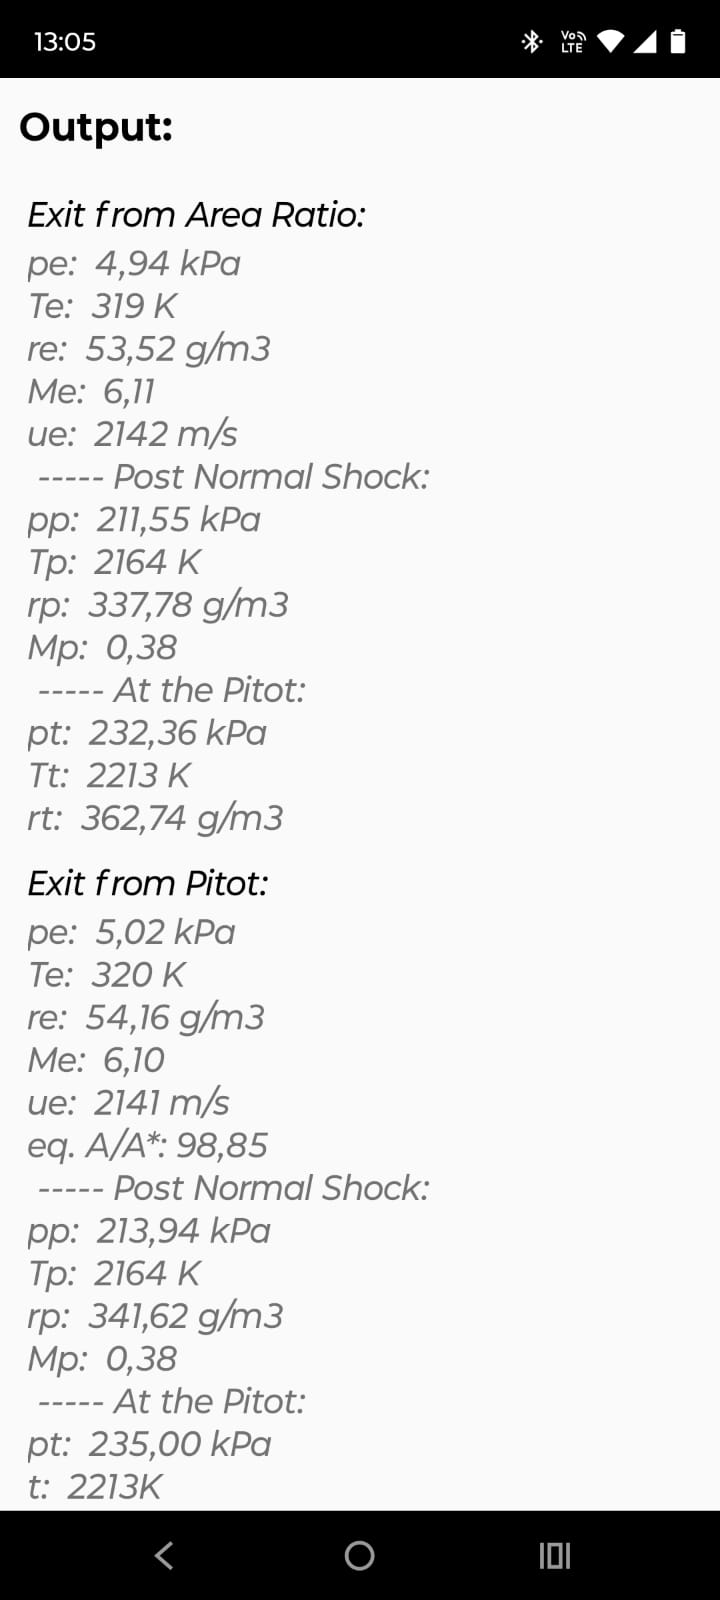 13:05
Vo LTE
Output:
Exit from Area Ratio:
pe: 4,94 kPa
Te: 319 K
re: 53,52 g/m3
Me: 6,11
ue: 2142 m/s
----- Post Normal Shock:
pp: 211,55 kPa
Tp: 2164 K
rp: 337,78 g/m3
Mp: 0,38
----- At the Pitot:
pt: 232,36 kPa
Tt: 2213 K
rt: 362,74 g/m3
Exit from Pitot:
pe: 5,02 kPa
Te: 320 K
re: 54,16 g/m3
Me: 6,10
ue: 2141 m/s
eq. A/A*: 98,85
----- Post Normal Shock:
pp: 213,94 kPa
Tp: 2164 K
rp: 341,62 g/m3
Mp: 0,38
----- At the Pitot:
pt: 235,00 kPa
t: 2213K